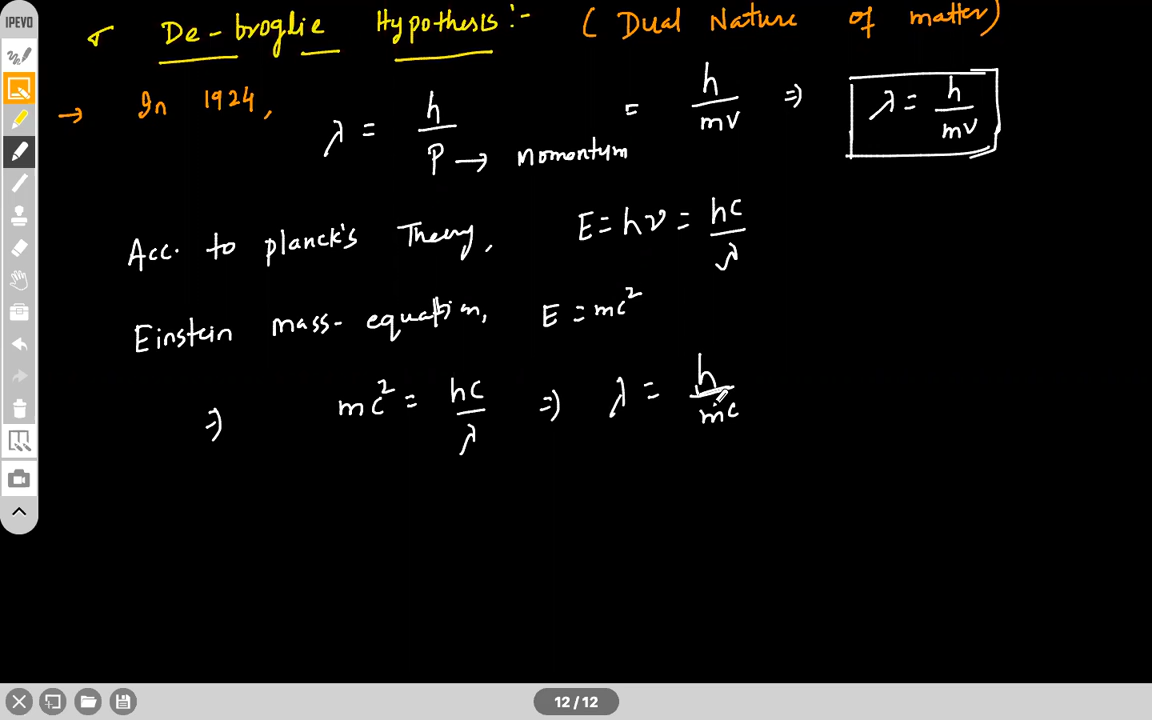 IPEVO
De-broglie Hypothesis:- (Dual Nature of matter)
→ In 1924, λ = h/P → Momentum = h/mv ⇒ λ = h/mv
Acc. to planck's Theory, E = hν = hc/λ
Einstein mass-equation, E = mc²
⇒ mc² = hc/λ ⇒ λ = h/mc
12/12